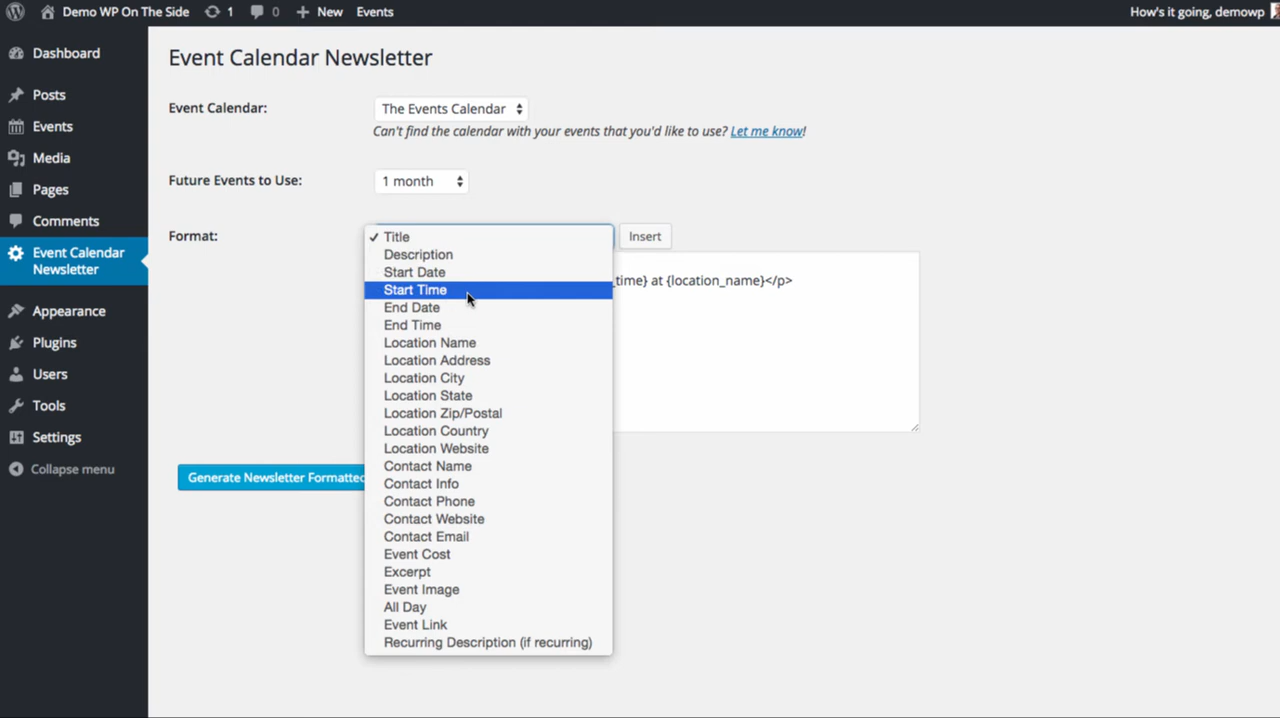 Demo WP On The Side 1 0 New Events How's it going, demowp
Dashboard
Posts
Events
Media
Pages
Comments
Event Calendar
Newsletter
Appearance
Plugins
Users
Tools
Settings
Collapse menu
Event Calendar Newsletter
Event Calendar: The Events Calendar
Can't find the calendar with your events that you'd like to use? Let me know!
Future Events to Use: 1 month
Format: ✓ Title Insert
Description
Start Date
Start Time _time} at {location_name}</p>
End Date
End Time
Location Name
Location Address
Location City
Location State
Location Zip/Postal
Location Country
Location Website
Contact Name
Contact Info
Contact Phone
Contact Website
Contact Email
Event Cost
Excerpt
Event Image
All Day
Event Link
Recurring Description (if recurring)
Generate Newsletter Formatted